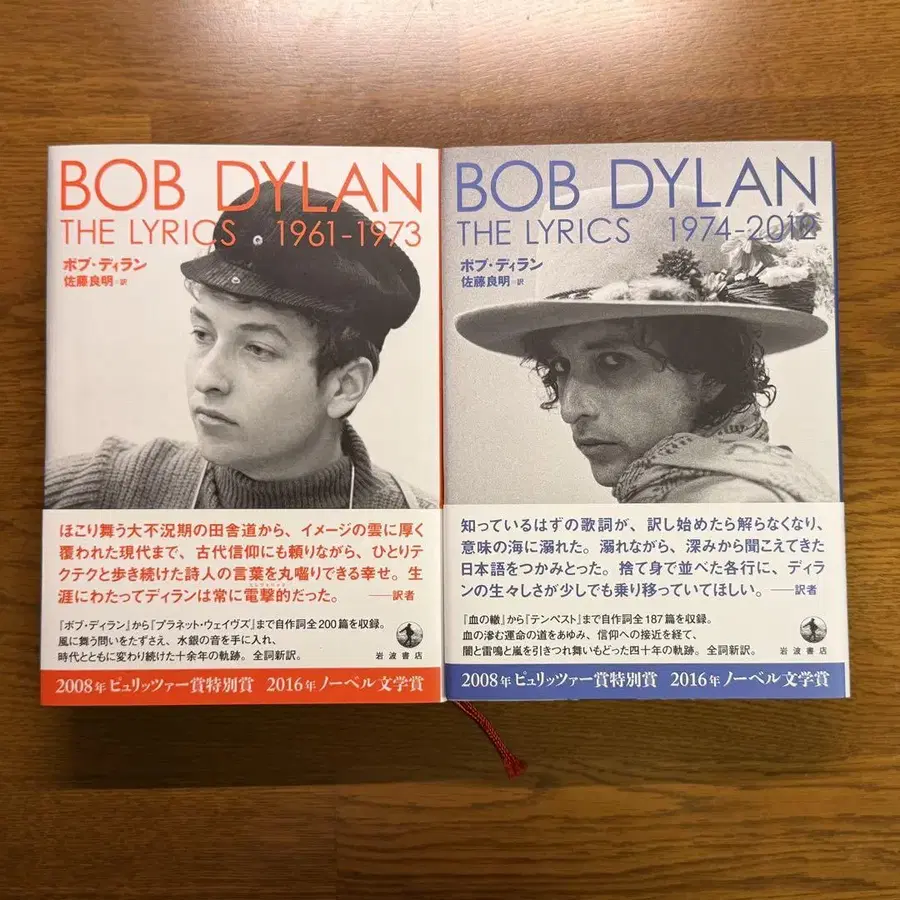 BOB DYLAN
THE LYRICS 1961-1973
ボブ・ディラン
佐藤良明 訳
ほこり舞う大不況期の田舎道から、イメージの雲に厚く
覆われた現代まで、古代信仰にも頼りながら、ひとりテ
クテクと歩き続けた詩人の言葉を丸囓りできる幸せ。生
涯にわたってディランは常に電撃的だった。 ——訳者
『ボブ・ディラン』から『プラネット・ウェイヴズ』まで自作詞全200篇を収録。
風に舞う問いをたずさえ、水銀の音を手に入れ、
時代とともに変わり続けた十余年の軌跡。全詞新訳。
岩波書店
2008年ピュリッツァー賞特別賞 2016年ノーベル文学賞
BOB DYLAN
THE LYRICS 1974-2012
ボブ・ディラン
佐藤良明 訳
知っているはずの歌詞が、訳し始めたら解らなくなり、
意味の海に溺れた。溺れながら、深みから聞こえてきた
日本語をつかみとった。捨て身で並べた各行に、ディラ
ンの生々しさが少しでも乗り移っていてほしい。——訳者
『血の轍』から『テンペスト』まで自作詞全187篇を収録。
血の滲む運命の道をあゆみ、信仰への接近を経て、
闇と雷鳴と嵐を引きつれ舞いもどった四十年の軌跡。全詞新訳。
岩波書店
2008年ピュリッツァー賞特別賞 2016年ノーベル文学賞